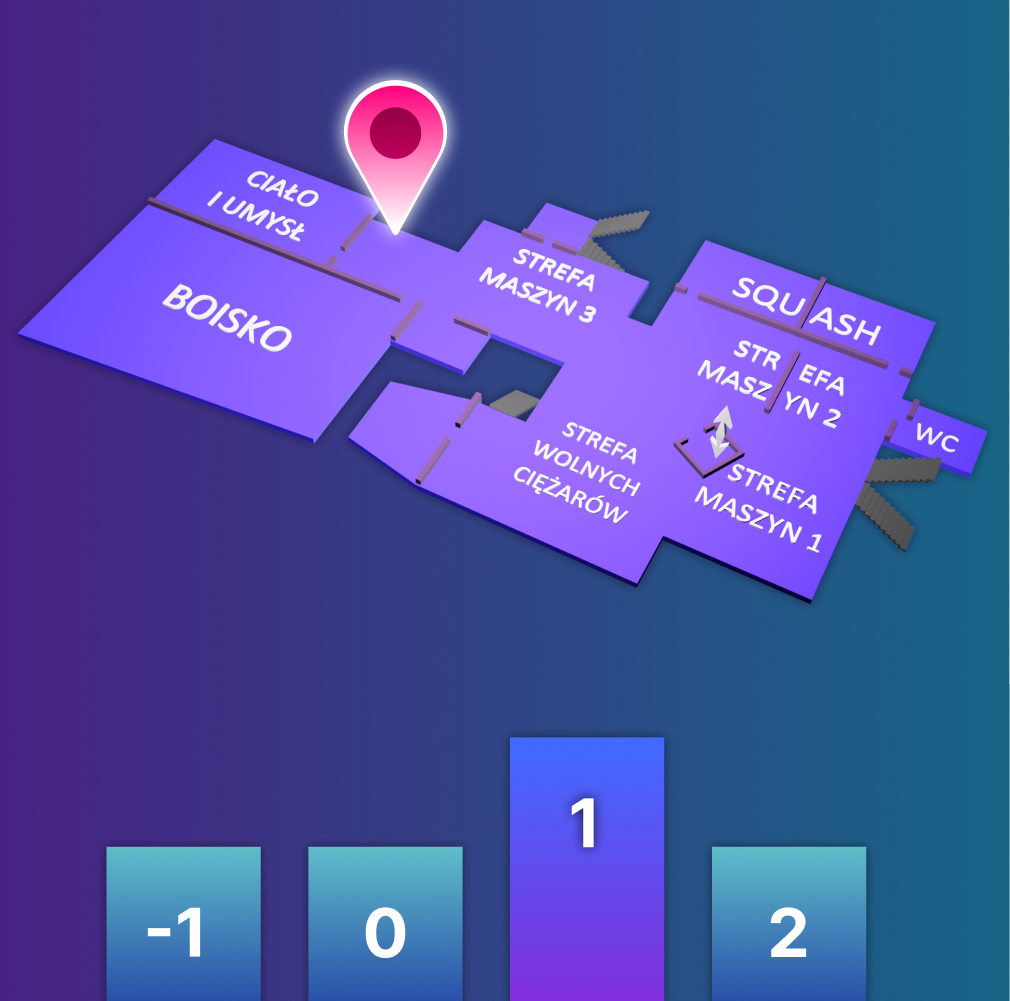 CIAŁO
I UMYSŁ
BOISKO
STREFA
MASZYN 3
SQUASH
STREFA
MASZYN 2
WC
STREFA
WOLNYCH
CIĘŻARÓW
STREFA
MASZYN 1
-1
0
1
2